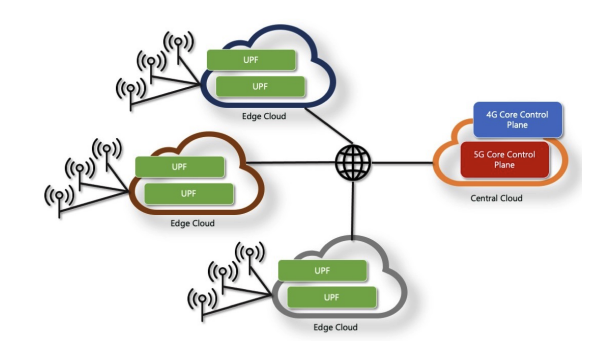 UPF
UPF
Edge Cloud
4G Core Control
Plane
5G Core Control
Plane
Central Cloud
UPF
UPF
Edge Cloud
UPF
UPF
Edge Cloud